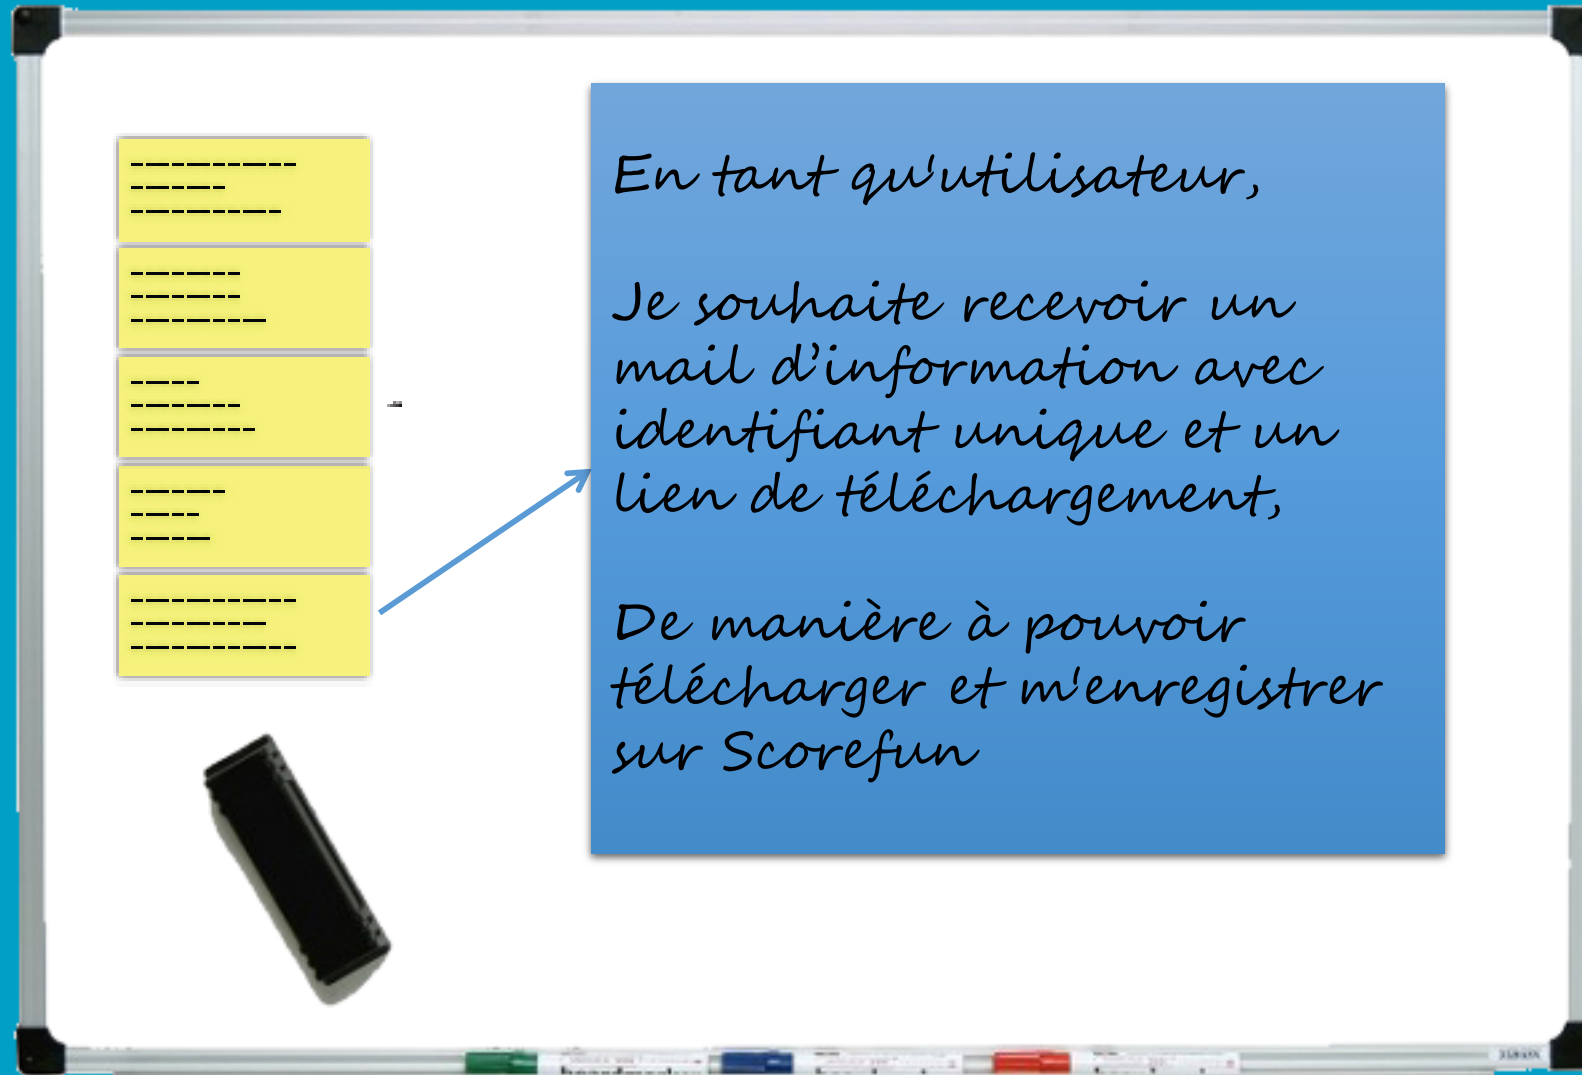 En tant qu'utilisateur,
Je souhaite recevoir un
mail d’information avec
identifiant unique et un
lien de téléchargement,
De manière à pouvoir
télécharger et m'enregistrer
sur Scorefun